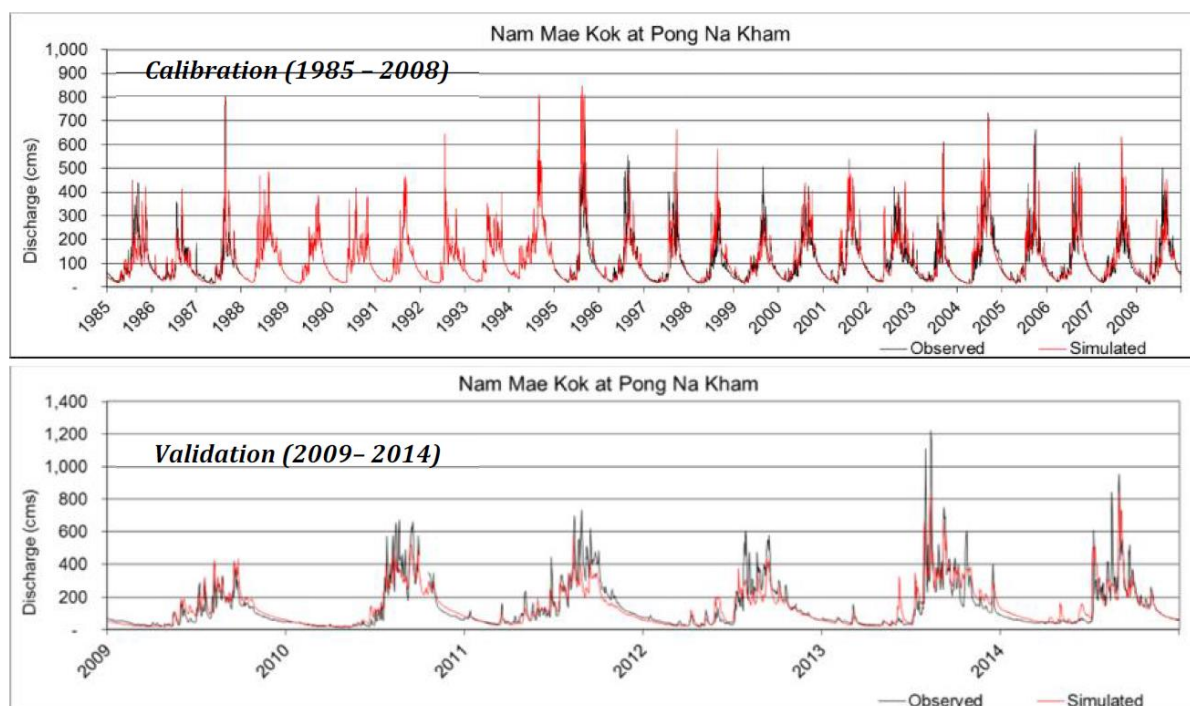 Nam Mae Kok at Pong Na Kham
Calibration (1985 – 2008)
Discharge (cms)
1,000
900
800
700
600
500
400
300
200
100
-
1985 1986 1987 1988 1989 1990 1991 1992 1993 1994 1995 1996 1997 1998 1999 2000 2001 2002 2003 2004 2005 2006 2007 2008
Observed Simulated
Nam Mae Kok at Pong Na Kham
Validation (2009– 2014)
Discharge (cms)
1,400
1,200
1,000
800
600
400
200
-
2009 2010 2011 2012 2013 2014
Observed Simulated